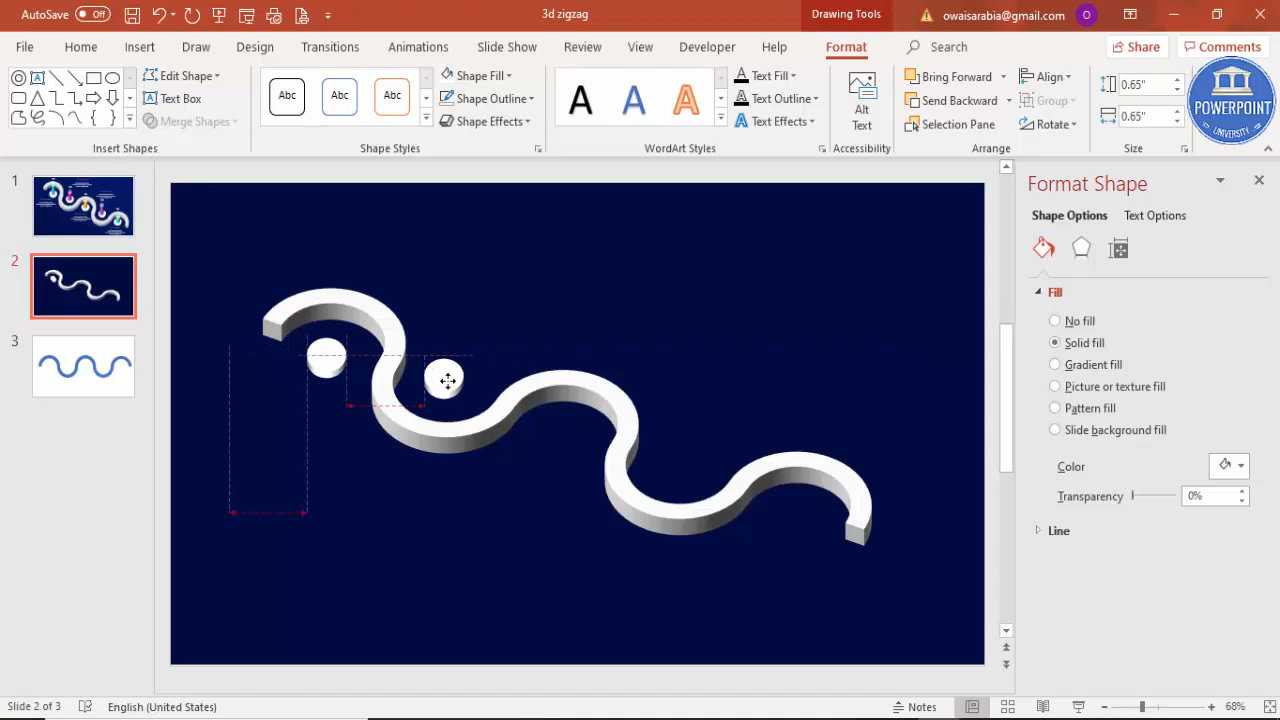 AutoSave Off
3d zigzag
Drawing Tools
owaisarabia@gmail.com
O
File Home Insert Draw Design Transitions Animations Slide Show Review View Developer Help Format Search Share Comments
Edit Shape
Text Box
Merge Shapes
Insert Shapes
Abc Abc Abc
Shape Fill
Shape Outline
Shape Effects
Shape Styles
A A A
Text Fill
Text Outline
Text Effects
WordArt Styles
Alt
Text
Accessibility
Bring Forward
Send Backward
Selection Pane
Align
Group
Rotate
Arrange
0.65"
0.65"
Size
POWERPOINT
UNIVERSITY
1
2
3
Format Shape
Shape Options Text Options
Fill
No fill
Solid fill
Gradient fill
Picture or texture fill
Pattern fill
Slide background fill
Color
Transparency 0%
Line
Slide 2 of 3 English (United States) Notes 68%